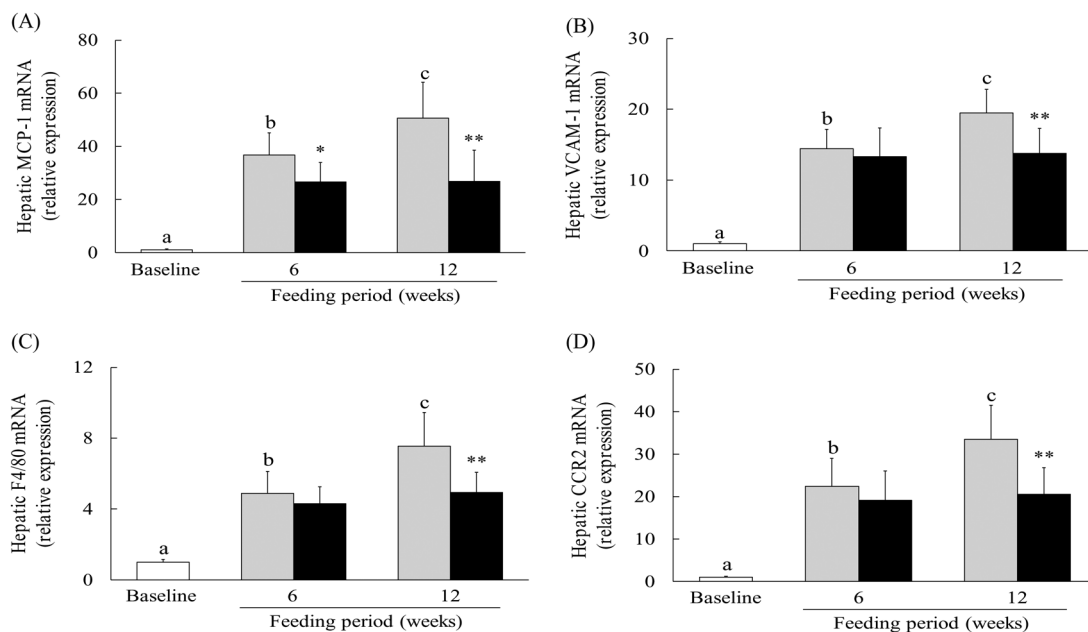 (A)
Hepatic MCP-1 mRNA
(relative expression)
80
60
40
20
0
a
b
*
c
**
Baseline
6
12
Feeding period (weeks)
(B)
Hepatic VCAM-1 mRNA
(relative expression)
30
20
10
0
a
b
c
**
Baseline
6
12
Feeding period (weeks)
(C)
Hepatic F4/80 mRNA
(relative expression)
12
8
4
0
a
b
c
**
Baseline
6
12
Feeding period (weeks)
(D)
Hepatic CCR2 mRNA
(relative expression)
50
40
30
20
10
0
a
b
c
**
Baseline
6
12
Feeding period (weeks)